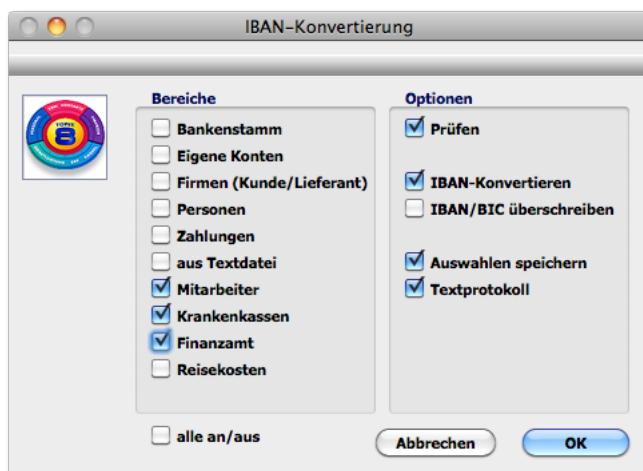 IBAN-Konvertierung
Bereiche
Bankenstamm
Eigene Konten
Firmen (Kunde/Lieferant)
Personen
Zahlungen
aus Textdatei
Mitarbeiter
Krankenkassen
Finanzamt
Reisekosten
alle an/aus
Optionen
Prüfen
IBAN-Konvertieren
IBAN/BIC überschreiben
Auswahlen speichern
Textprotokoll
Abbrechen
OK